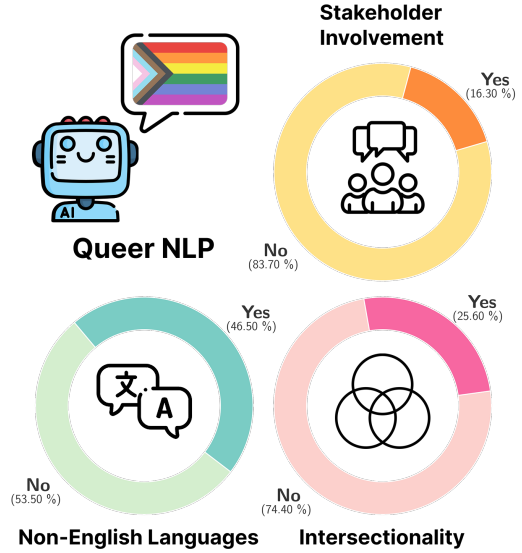 Stakeholder
Involvement
Yes
(16.30 %)
AI
Queer NLP
No
(83.70 %)
Yes
(46.50 %)
Yes
(25.60 %)
文
A
No
(53.50 %)
No
(74.40 %)
Non-English Languages
Intersectionality